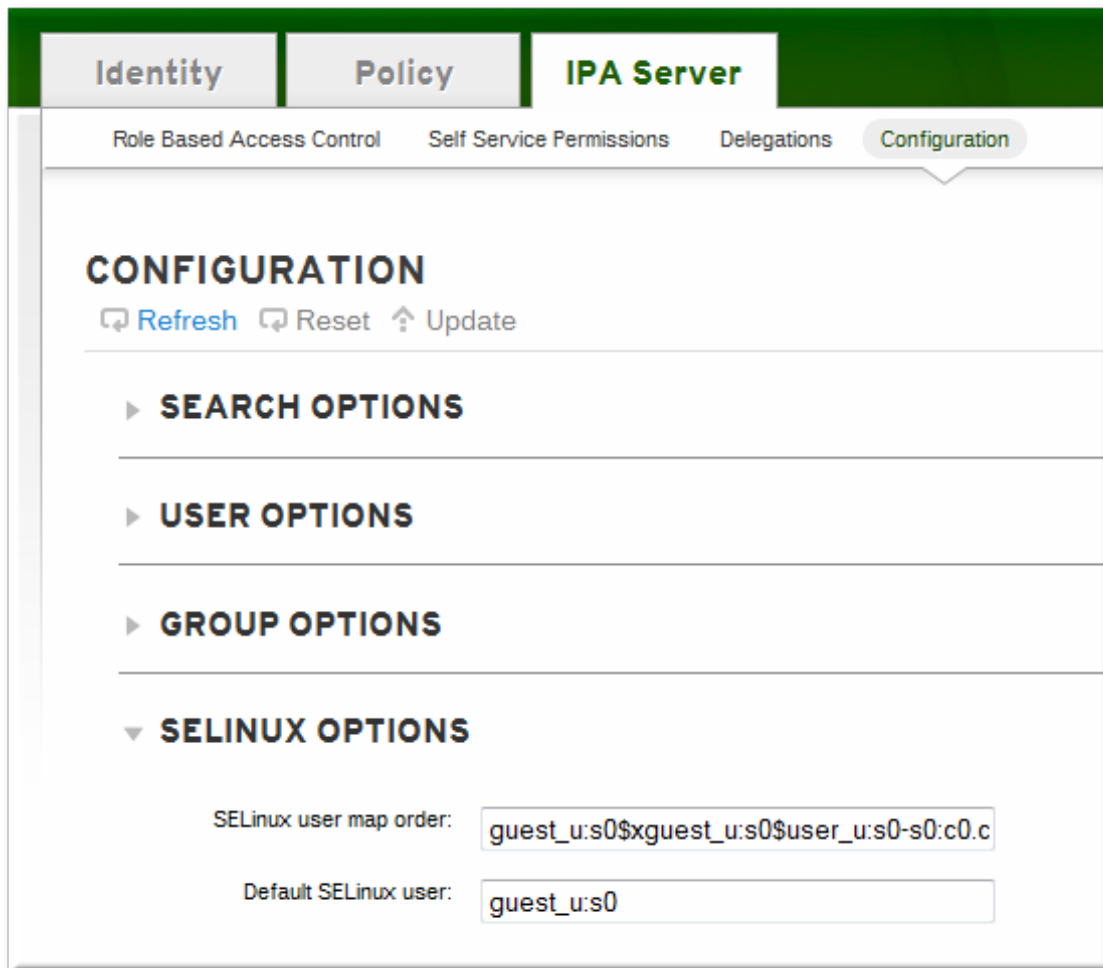 Identity Policy IPA Server
Role Based Access Control Self Service Permissions Delegations Configuration
CONFIGURATION
Refresh Reset Update
SEARCH OPTIONS
USER OPTIONS
GROUP OPTIONS
SELINUX OPTIONS
SELinux user map order: guest_u:s0$xguest_u:s0$user_u:s0-s0:c0.c
Default SELinux user: guest_u:s0